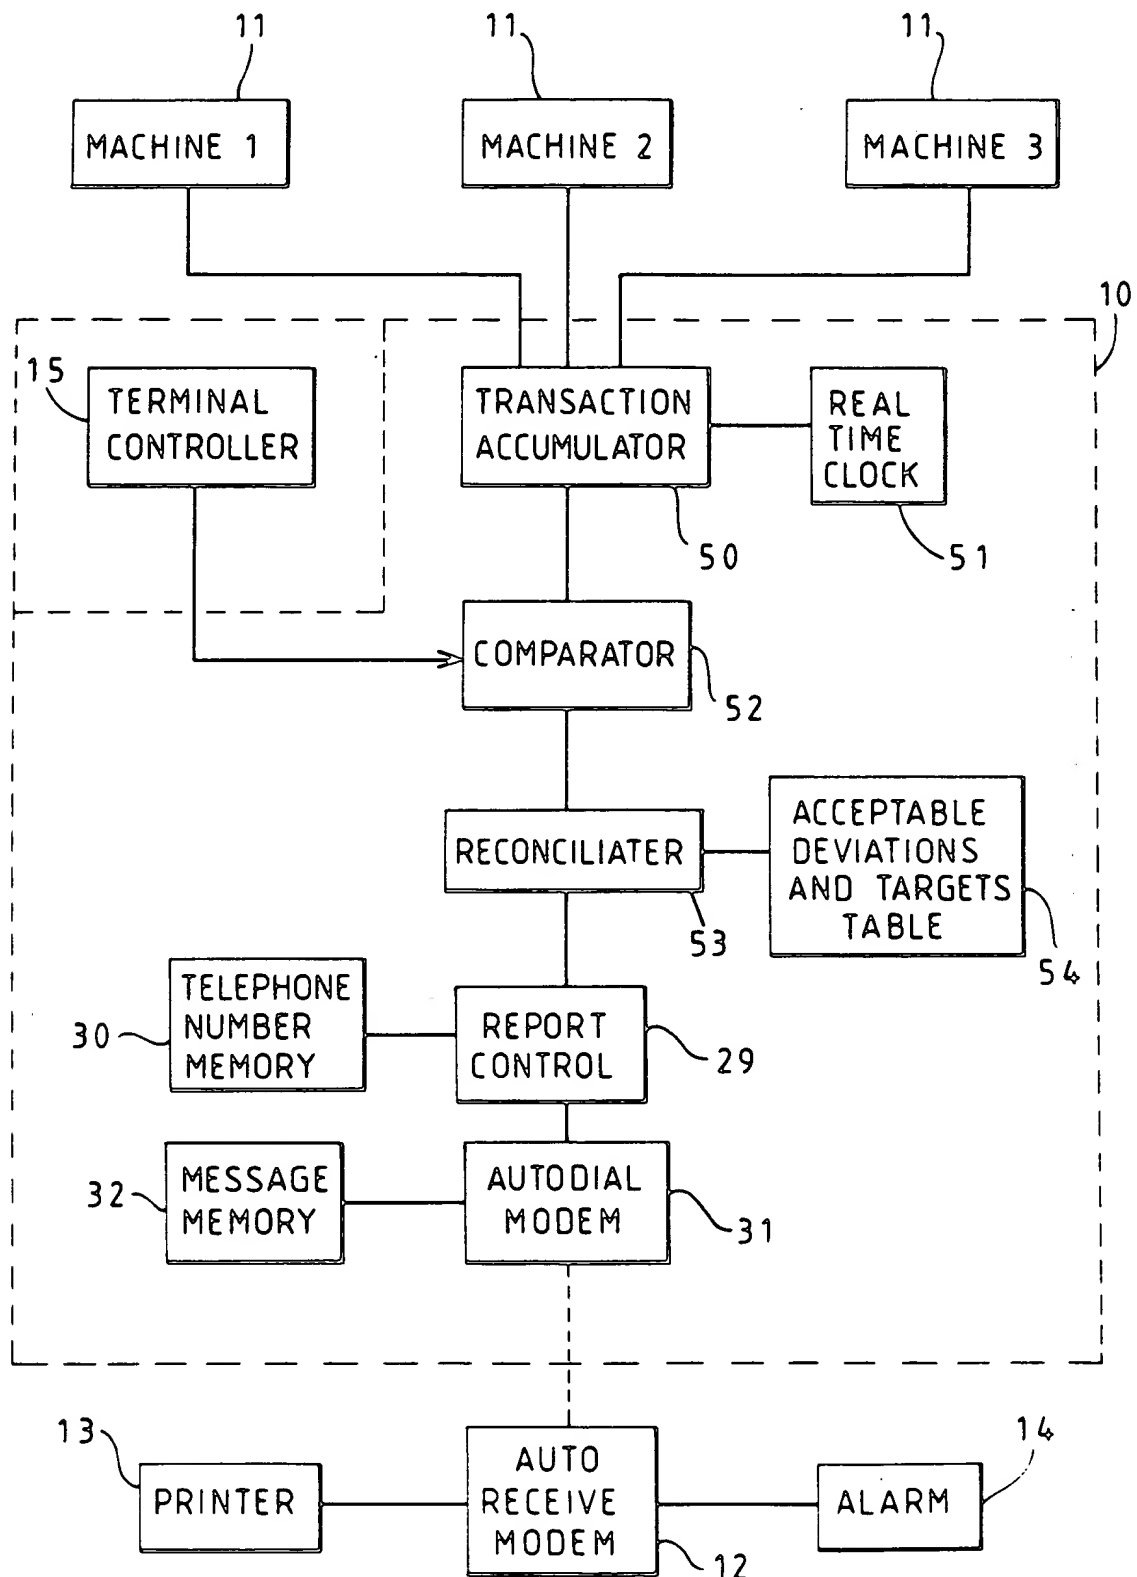 11
11
11
MACHINE 1
MACHINE 2
MACHINE 3
10
15
TERMINAL
CONTROLLER
TRANSACTION
ACCUMULATOR
REAL
TIME
CLOCK
50
51
COMPARATOR
52
RECONCILIATER
53
ACCEPTABLE
DEVIATIONS
AND TARGETS
TABLE
54
TELEPHONE
NUMBER
MEMORY
30
REPORT
CONTROL
29
MESSAGE
MEMORY
32
AUTODIAL
MODEM
31
13
PRINTER
AUTO
RECEIVE
MODEM
12
14
ALARM